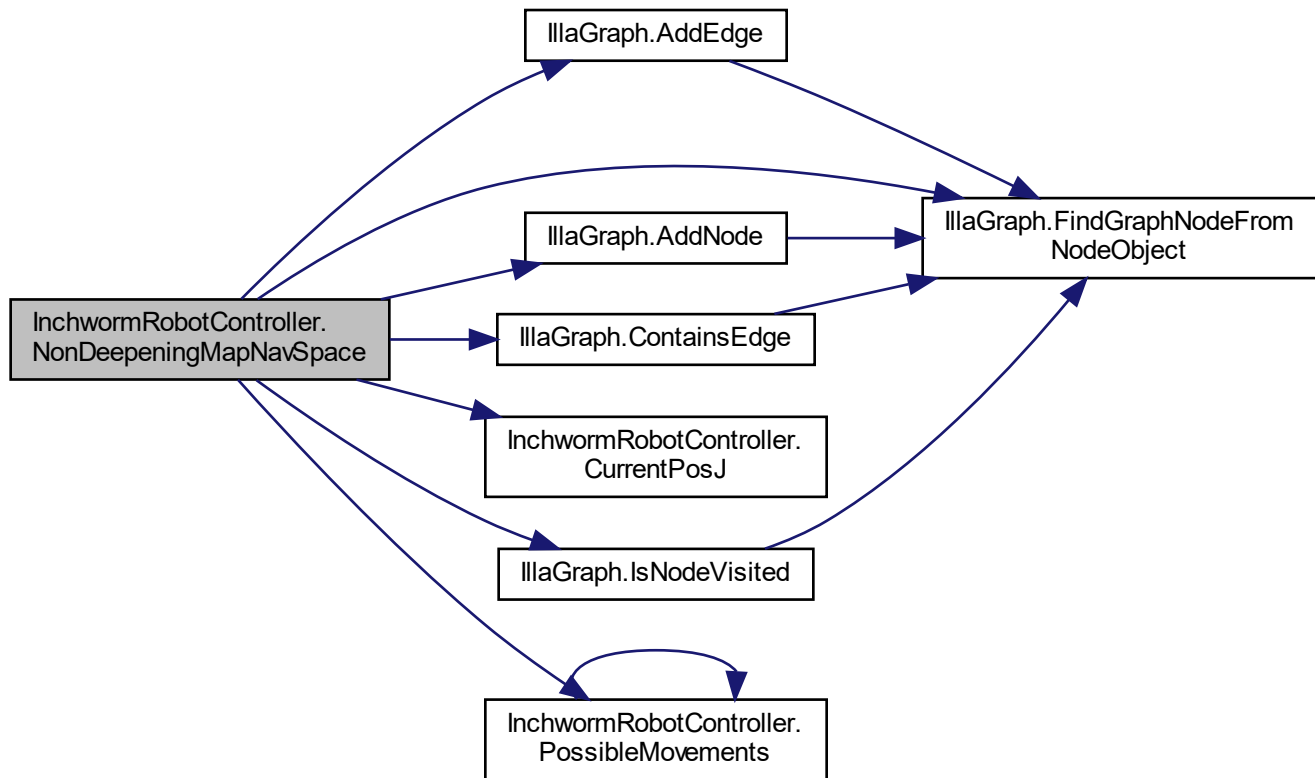 IllaGraph.AddEdge
IllaGraph.FindGraphNodeFrom
NodeObject
IllaGraph.AddNode
InchwormRobotController.
NonDeepeningMapNavSpace
IllaGraph.ContainsEdge
InchwormRobotController.
CurrentPosJ
IllaGraph.IsNodeVisited
InchwormRobotController.
PossibleMovements